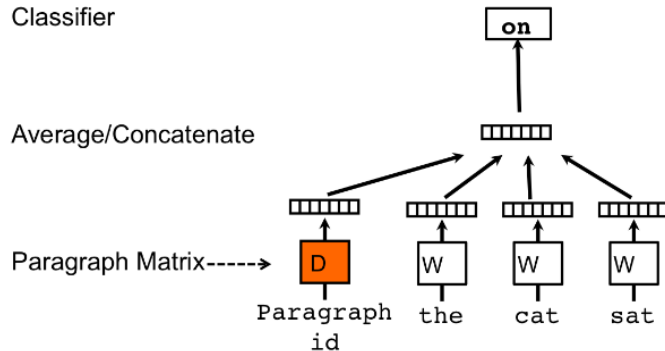 Classifier
on
Average/Concatenate
Paragraph Matrix
D
W
W
W
Paragraph
id
the
cat
sat